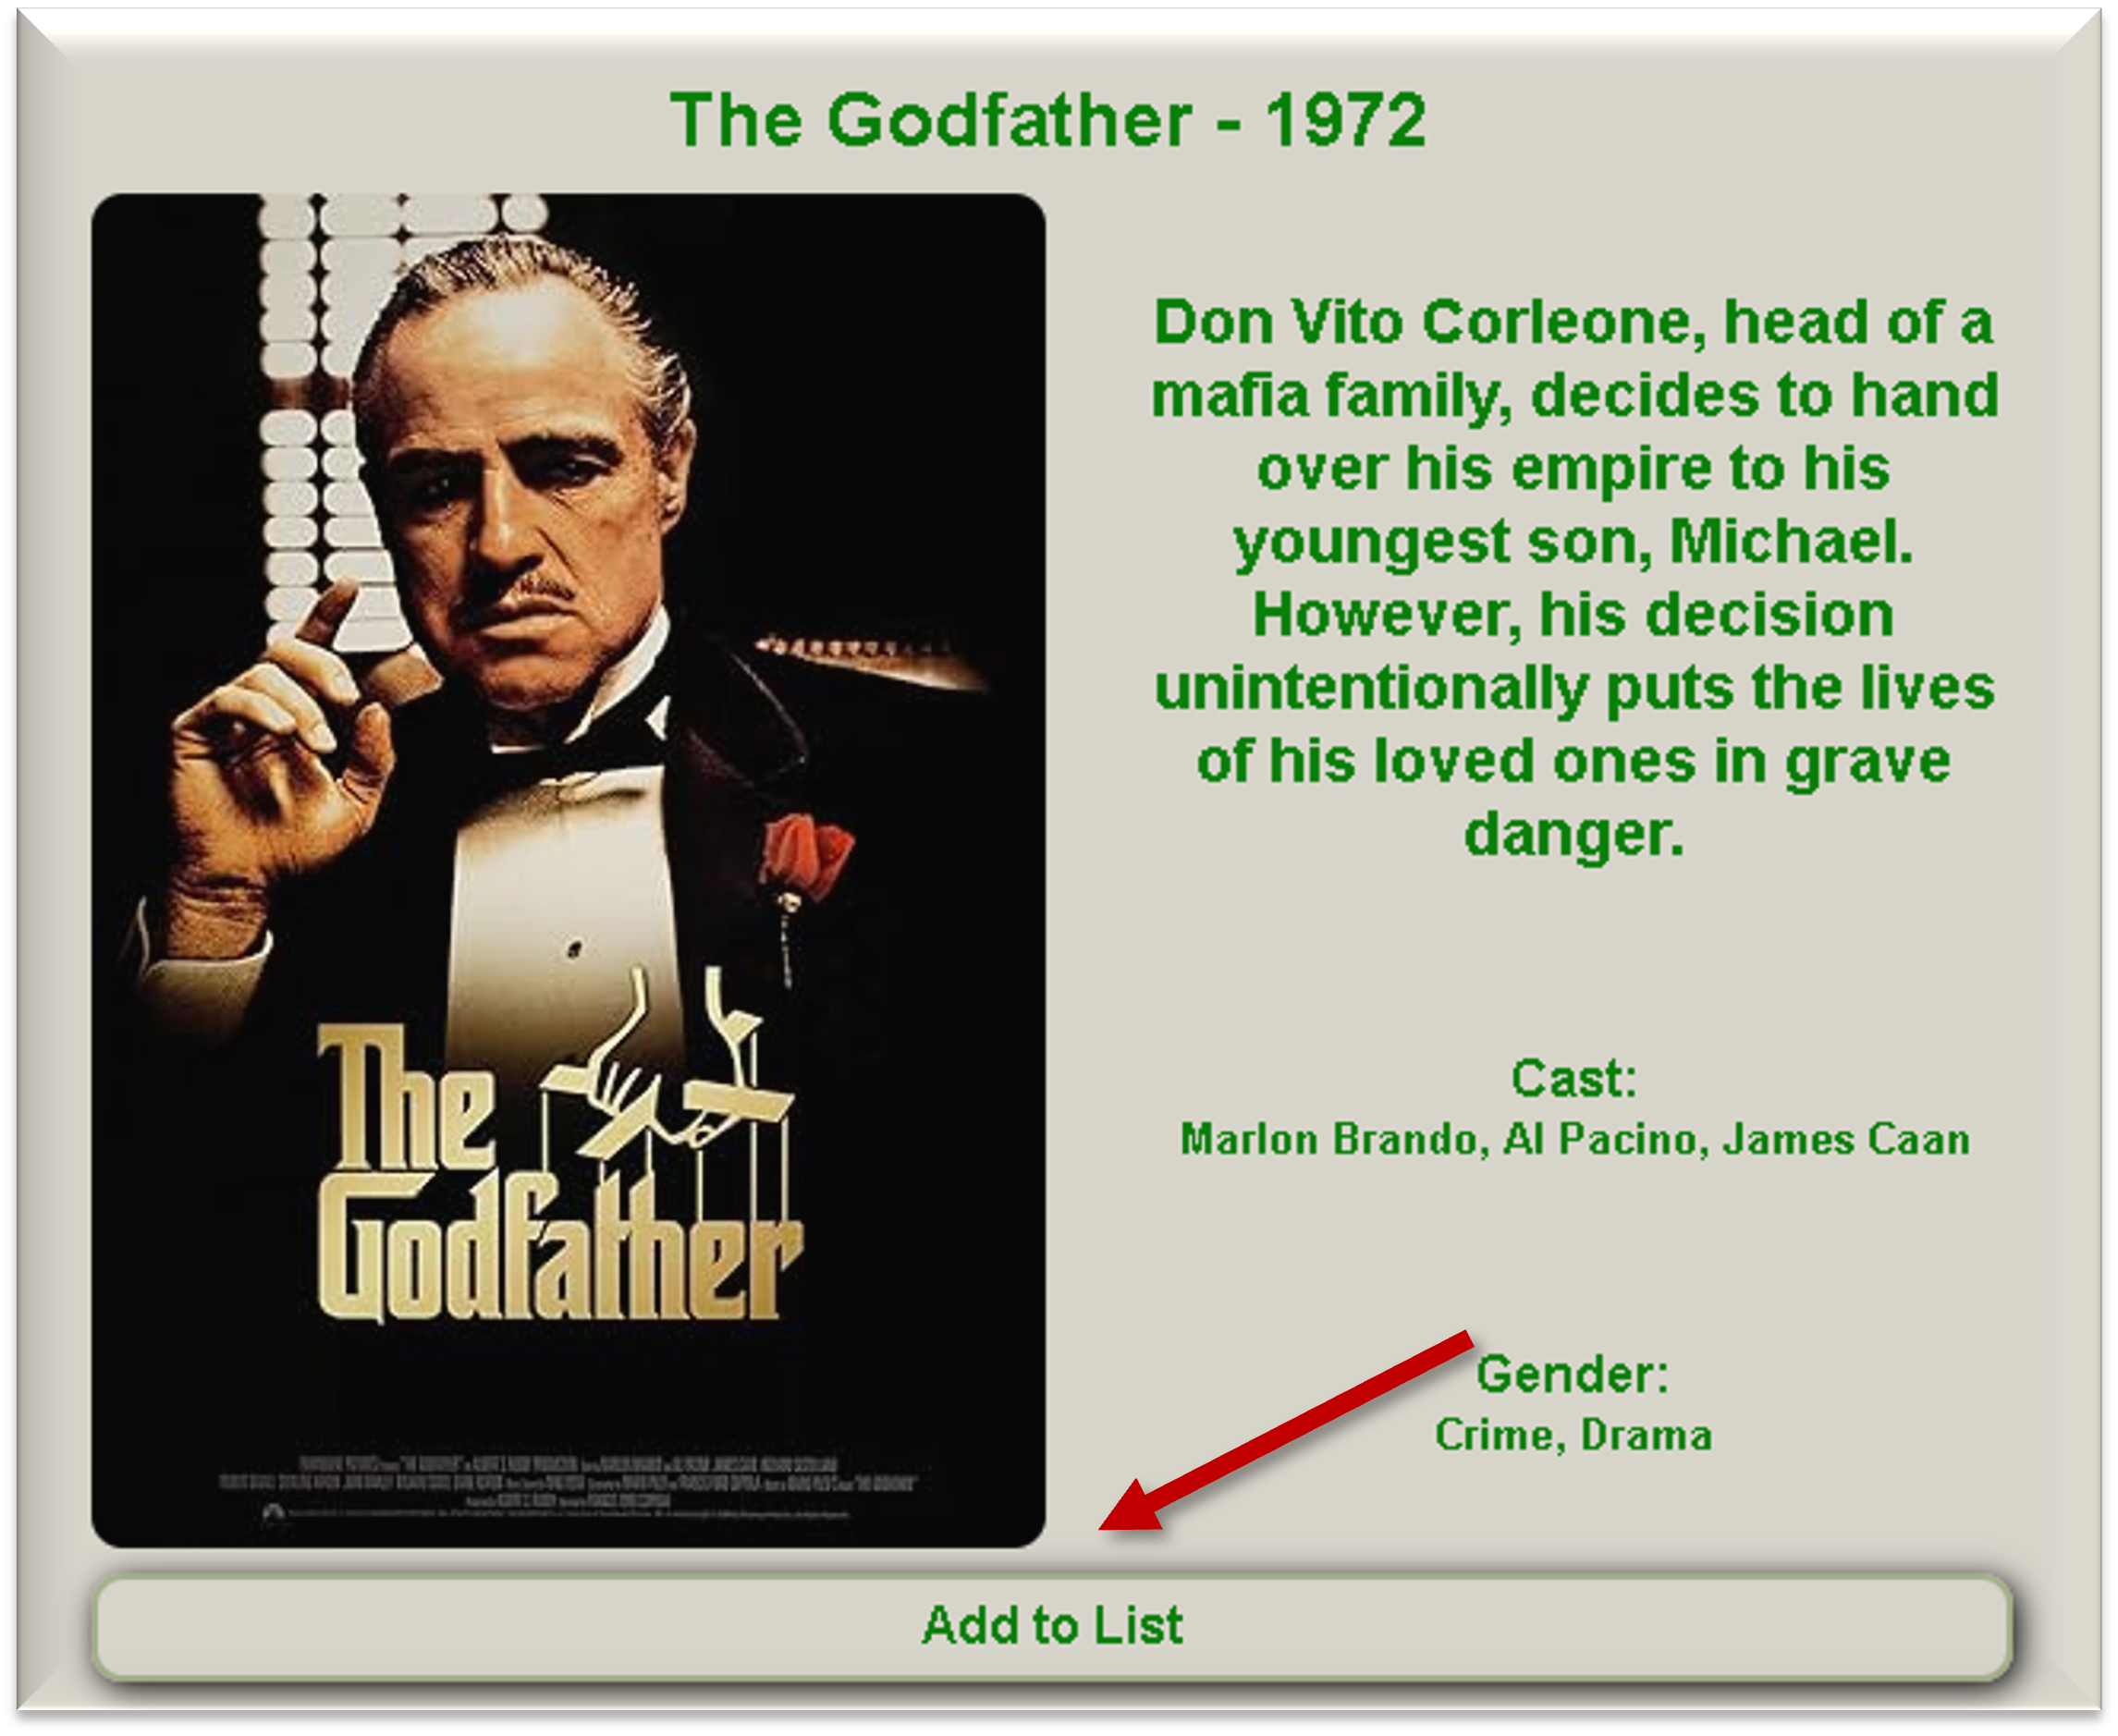 The Godfather - 1972
Don Vito Corleone, head of a
mafia family, decides to hand
over his empire to his
youngest son, Michael.
However, his decision
unintentionally puts the lives
of his loved ones in grave
danger.
Cast:
Marlon Brando, Al Pacino, James Caan
Gender:
Crime, Drama
The
Godfather
Add to List